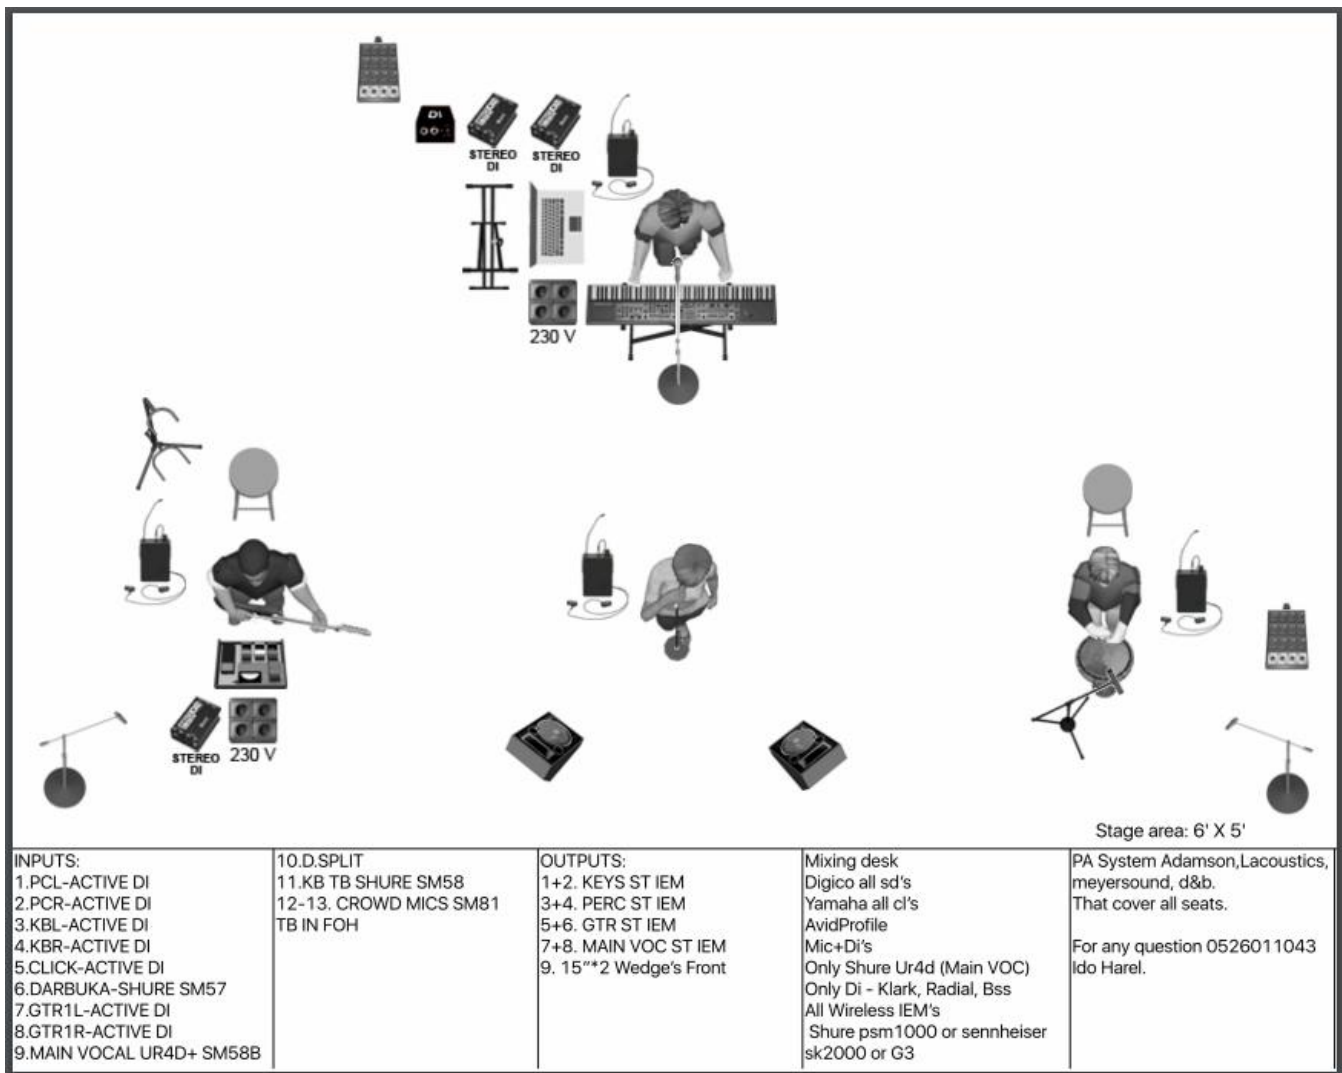 DI
STEREO
DI
STEREO
DI
230 V
STEREO
DI
230 V
Stage area: 6' X 5'
INPUTS:
1.PCL-ACTIVE DI
2.PCR-ACTIVE DI
3.KBL-ACTIVE DI
4.KBR-ACTIVE DI
5.CLICK-ACTIVE DI
6.DARBUKA-SHURE SM57
7.GTR1L-ACTIVE DI
8.GTR1R-ACTIVE DI
9.MAIN VOCAL UR4D+ SM58B
10.D.SPLIT
11.KB TB SHURE SM58
12-13. CROWD MICS SM81
TB IN FOH
OUTPUTS:
1+2. KEYS ST IEM
3+4. PERC ST IEM
5+6. GTR ST IEM
7+8. MAIN VOC ST IEM
9. 15”*2 Wedge's Front
Mixing desk
Digico all sd's
Yamaha all cl's
AvidProfile
Mic+Di's
Only Shure Ur4d (Main VOC)
Only Di - Klark, Radial, Bss
All Wireless IEM's
Shure psm1000 or sennheiser
sk2000 or G3
PA System Adamson,Lacoustics,
meyersound, d&b.
That cover all seats.
For any question 0526011043
Ido Harel.